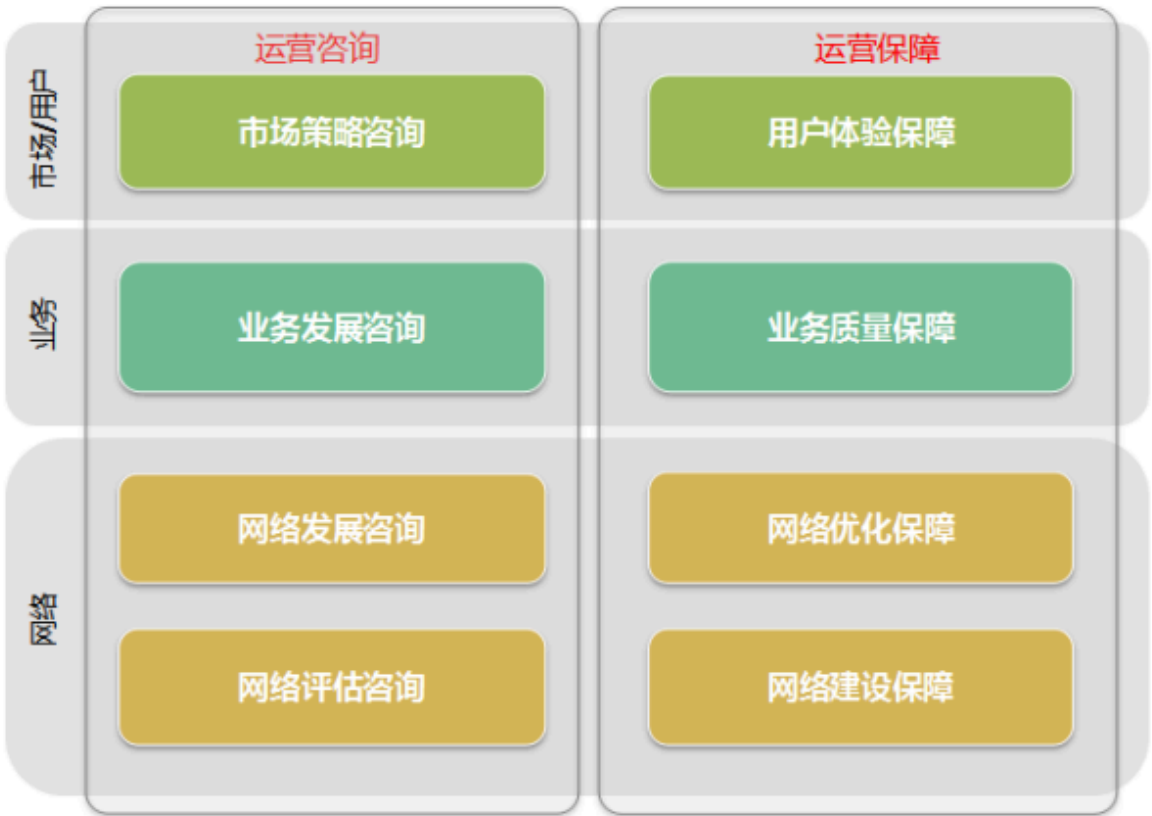 运营咨询
运营保障
市场/用户
市场策略咨询
用户体验保障
业务
业务发展咨询
业务质量保障
网络
网络发展咨询
网络优化保障
网络评估咨询
网络建设保障